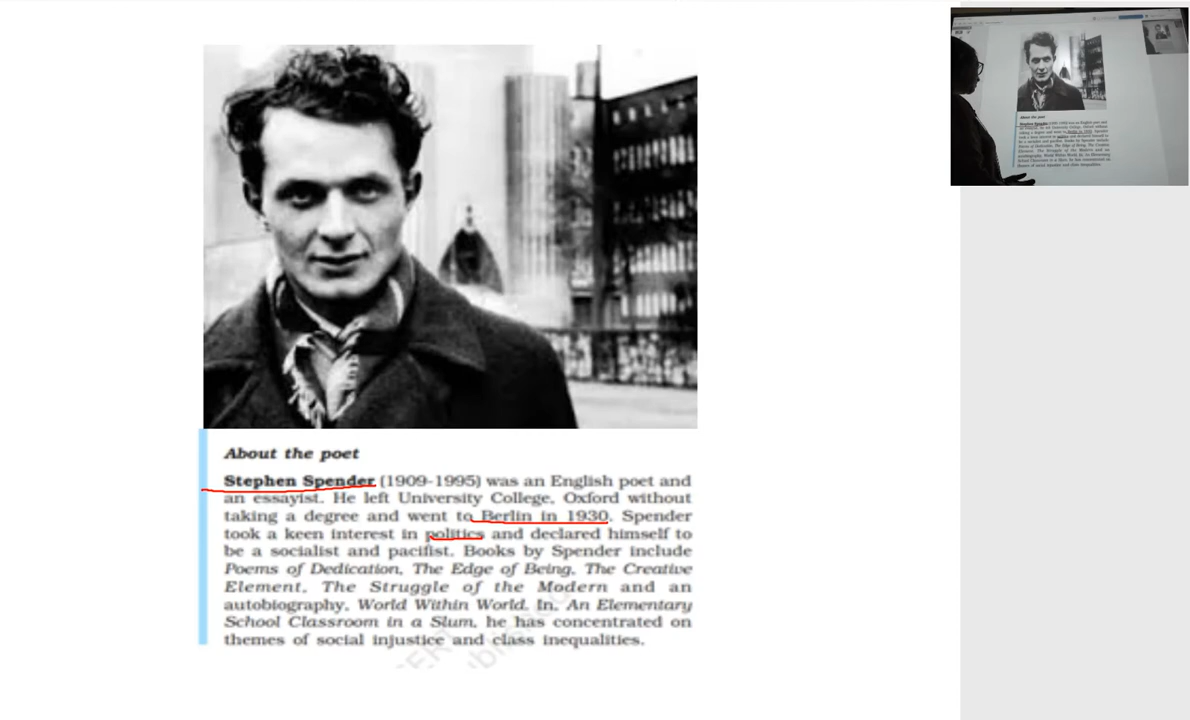 About the poet
Stephen Spender (1909-1995) was an English poet and
an essayist. He left University College, Oxford without
taking a degree and went to Berlin in 1930. Spender
took a keen interest in politics and declared himself to
be a socialist and pacifist. Books by Spender include
Poems of Dedication, The Edge of Being, The Creative
Element, The Struggle of the Modern and an
autobiography, World Within World. In, An Elementary
School Classroom in a Slum, he has concentrated on
themes of social injustice and class inequalities.